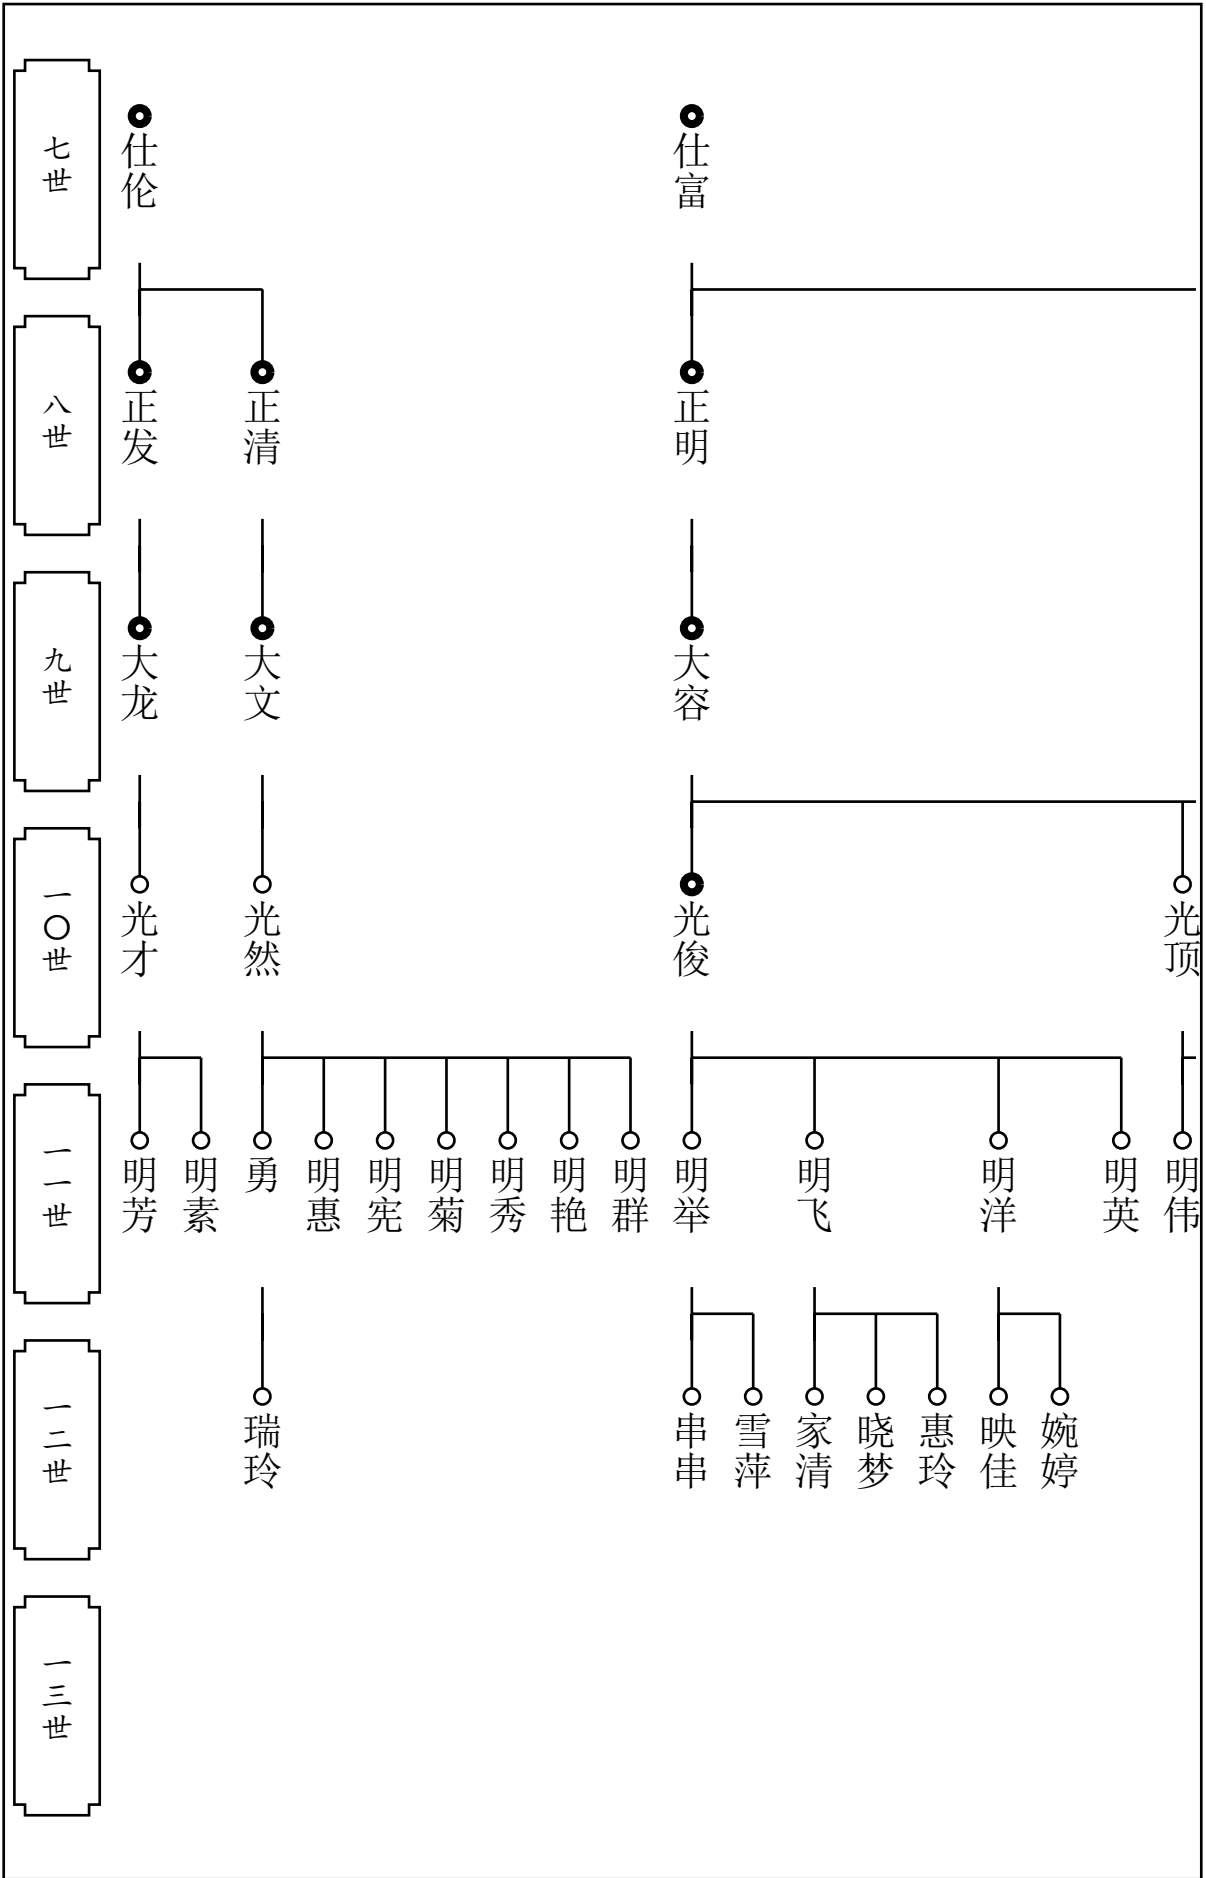 七世
仕伦
仕富
八世
正发
正清
正明
九世
大龙
大文
大容
一〇世
光才
光然
光俊
光顶
一一世
明芳
明素
勇
明惠
明宪
明菊
明秀
明艳
明群
明举
明飞
明洋
明英
明伟
一二世
瑞玲
串串
雪萍
家清
晓梦
惠玲
映佳
婉婷
一三世